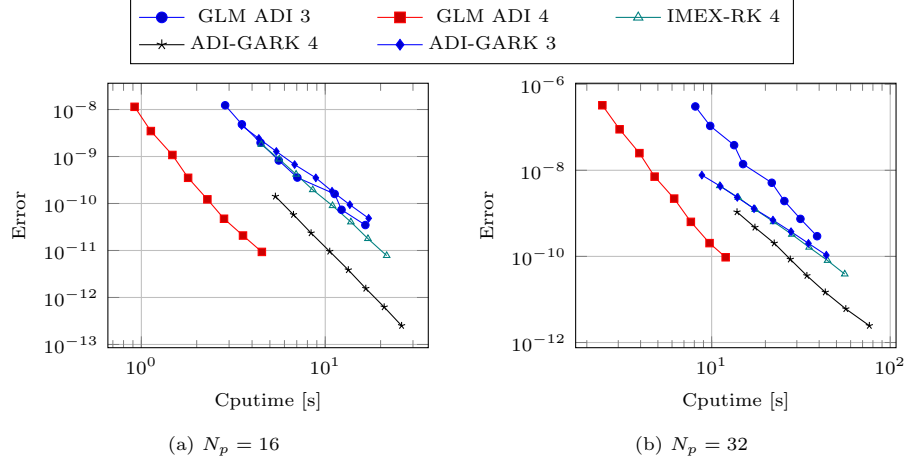 GLM ADI 3 GLM ADI 4 IMEX-RK 4
ADI-GARK 4 ADI-GARK 3
10^−8
10^−9
10^−10
10^−11
10^−12
10^−13
Error
10^0 10^1
Cputime [s]
(a) N_p = 16
10^−6
10^−8
10^−10
10^−12
Error
10^1 10^2
Cputime [s]
(b) N_p = 32